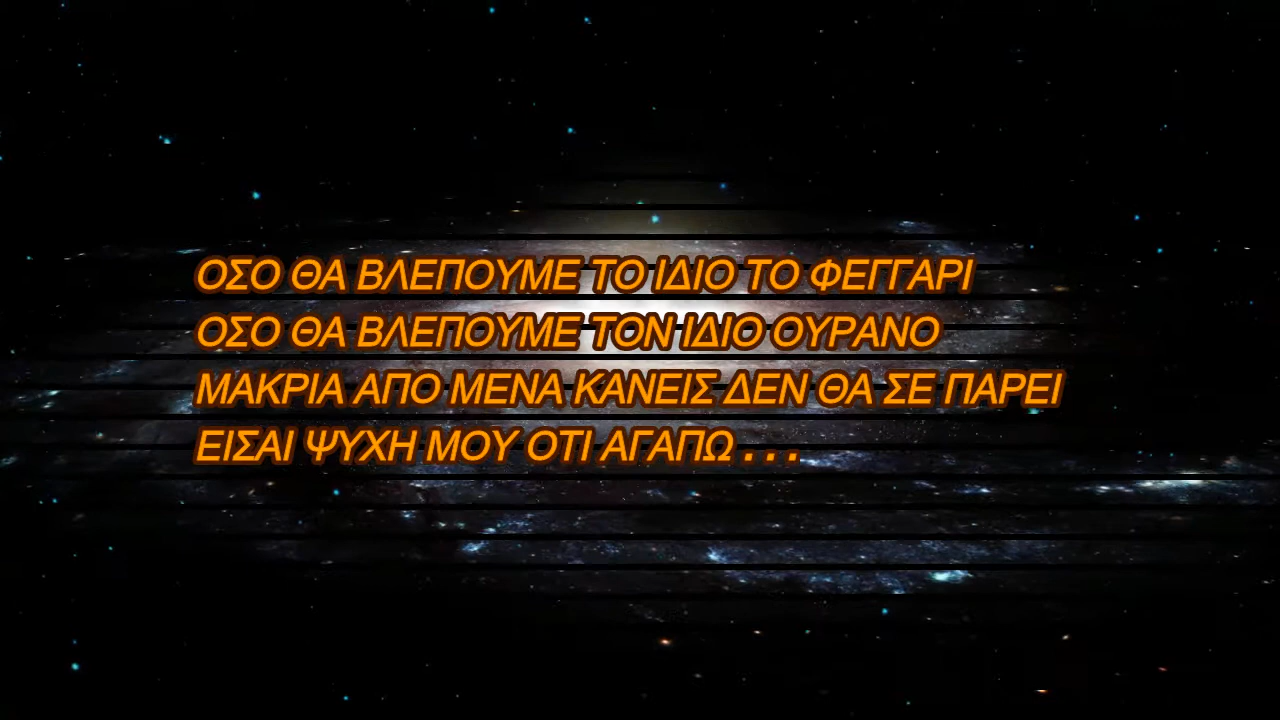 ΟΣΟ ΘΑ ΒΛΕΠΟΥΜΕ ΤΟ ΙΔΙΟ ΤΟ ΦΕΓΓΑΡΙ
ΟΣΟ ΘΑ ΒΛΕΠΟΥΜΕ ΤΟΝ ΙΔΙΟ ΟΥΡΑΝΟ
ΜΑΚΡΙΑ ΑΠΟ ΜΕΝΑ ΚΑΝΕΙΣ ΔΕΝ ΘΑ ΣΕ ΠΑΡΕΙ
ΕΙΣΑΙ ΨΥΧΗ ΜΟΥ ΟΤΙ ΑΓΑΠΩ . . .